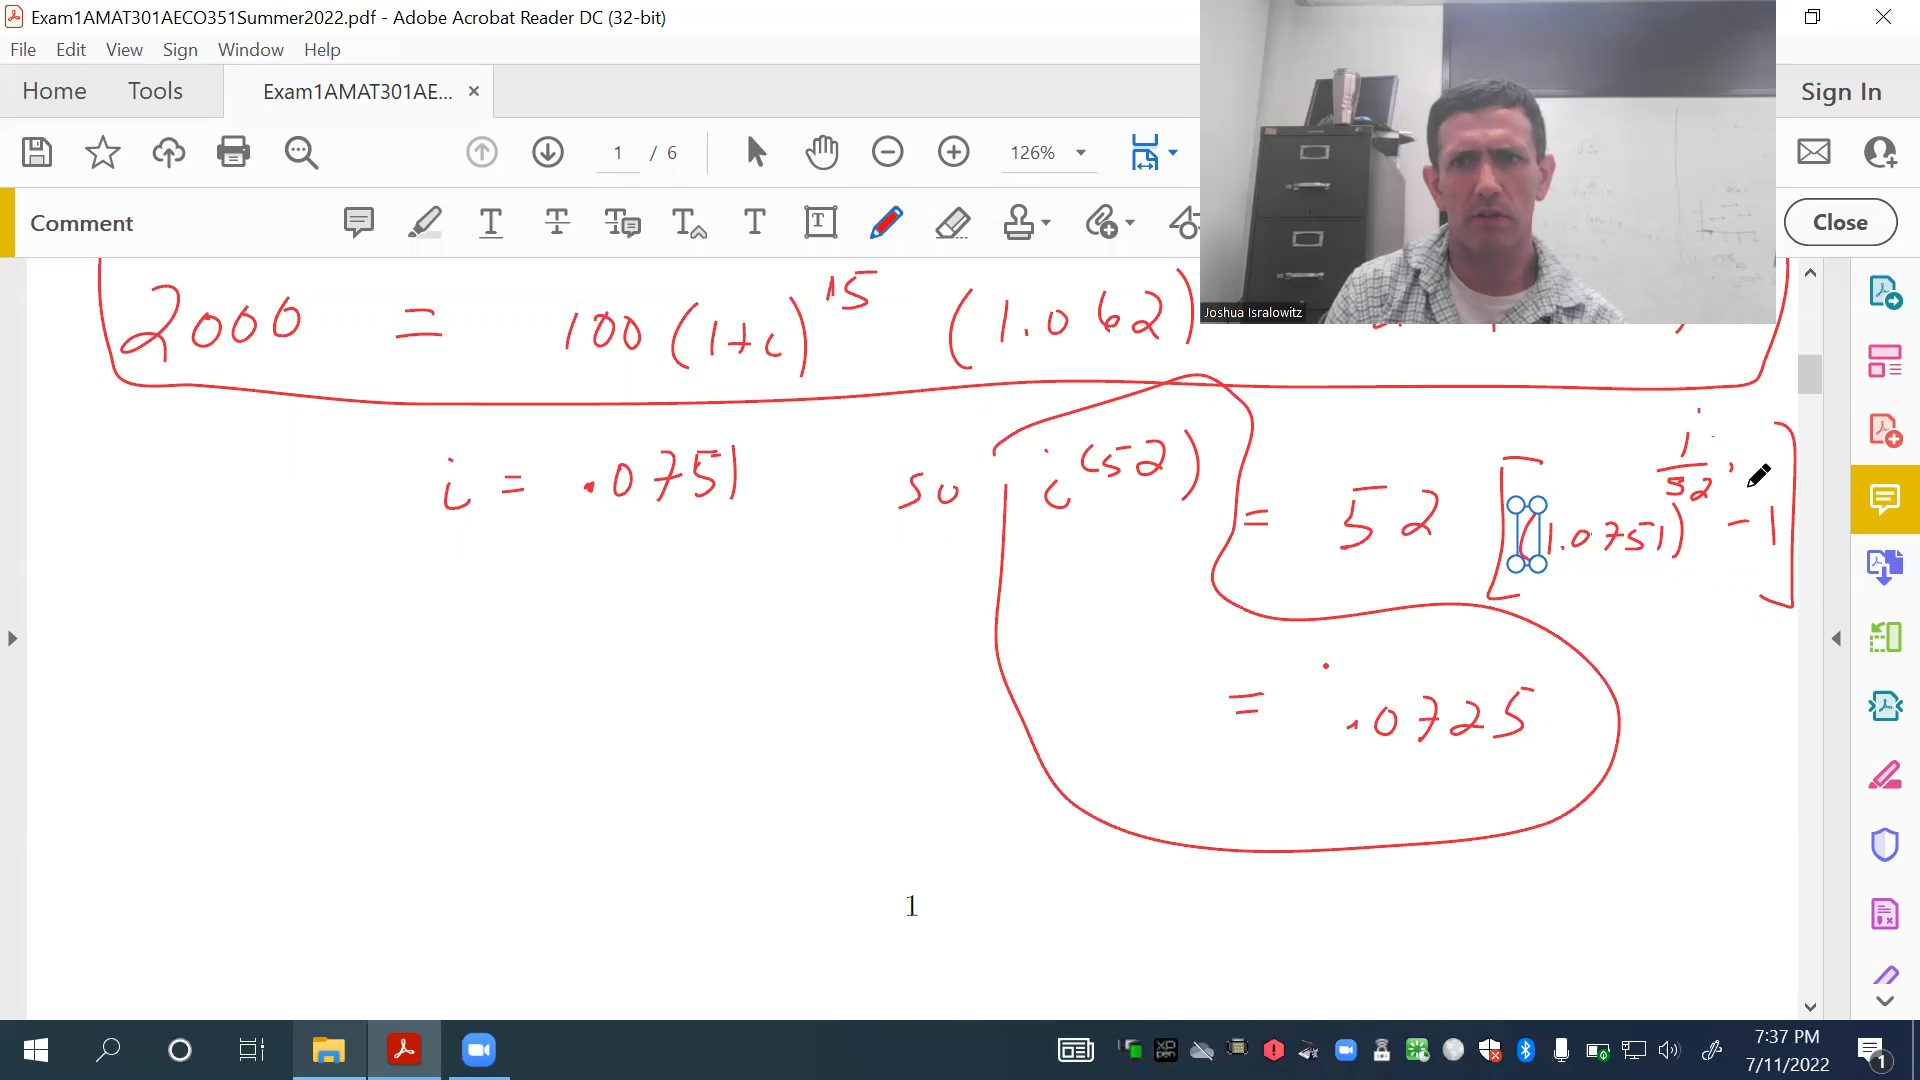 Exam1AMAT301AECO351Summer2022.pdf - Adobe Acrobat Reader DC (32-bit)
File Edit View Sign Window Help
Home Tools Exam1AMAT301AE... × Sign In
1 / 6 126%
Comment Close
Joshua Isralowitz
2000 = 100 (1+i)^15 (1.062)
i = .0751 so i^(52) = 52 [(1.0751)^(1/52) - 1]
= .0725
1
7:37 PM
7/11/2022
1